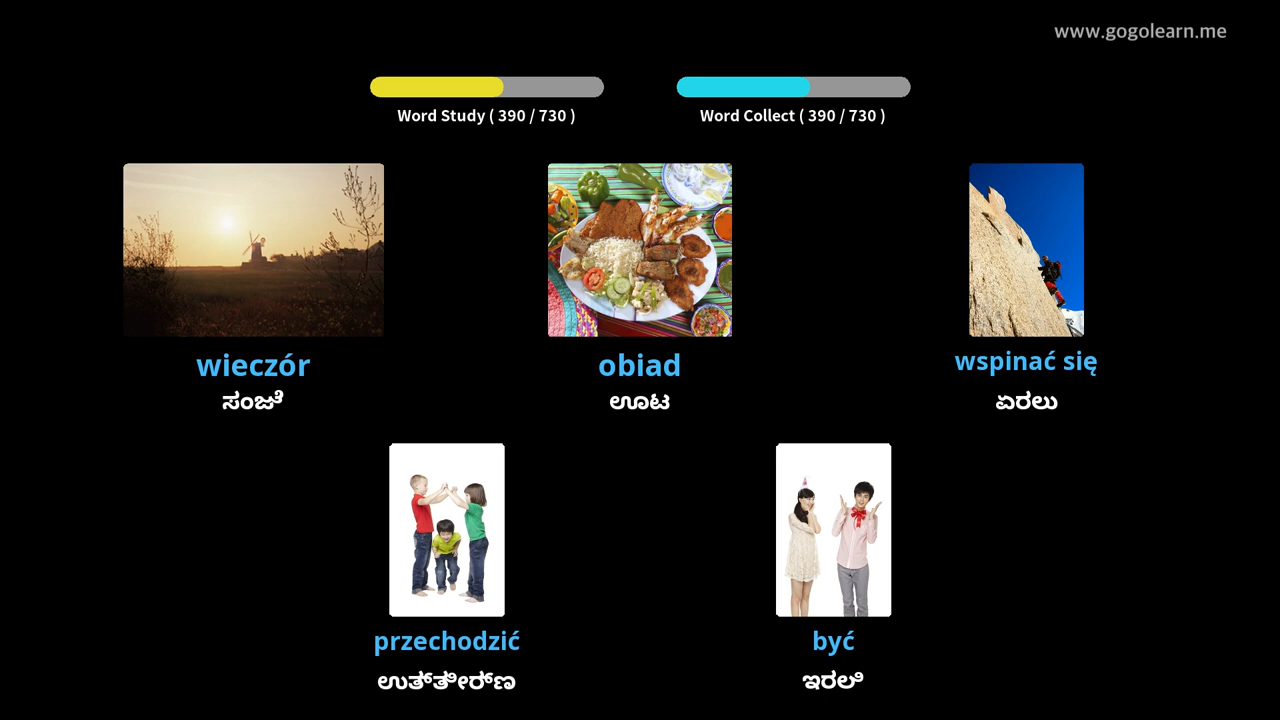 www.gogolearn.me
Word Study ( 390 / 730 )
Word Collect ( 390 / 730 )
wieczór
obiad
wspinać się
ಸಂಜೆ
ಊಟ
ಏರಲು
przechodzić
być
ಉತ್ತೀರ್ಣ
ಇರಲಿ